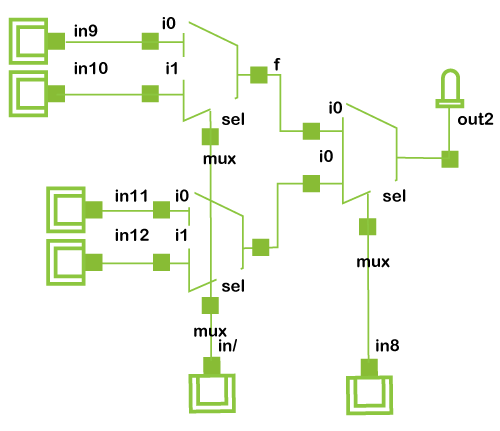 in9
i0
in10
i1
f
sel
mux
i0
i0
out2
sel
in11
i0
in12
i1
sel
mux
mux
in/
in8